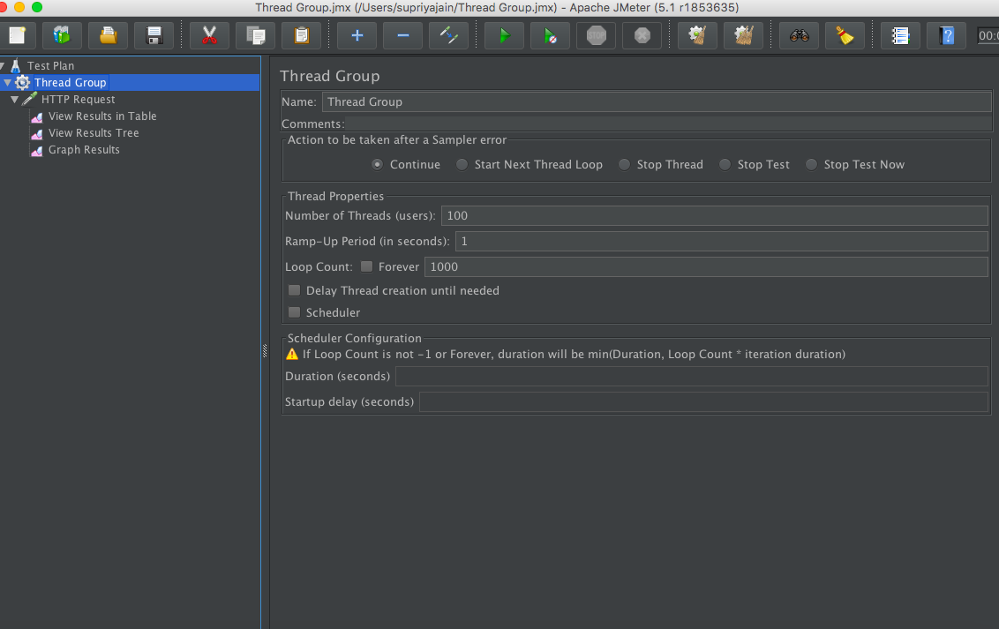 Thread Group.jmx (/Users/supriyajain/Thread Group.jmx) - Apache JMeter (5.1 r1853635)
STOP
00:0
Test Plan
Thread Group
HTTP Request
View Results in Table
View Results Tree
Graph Results
Thread Group
Name: Thread Group
Comments:
Action to be taken after a Sampler error
Continue Start Next Thread Loop Stop Thread Stop Test Stop Test Now
Thread Properties
Number of Threads (users): 100
Ramp-Up Period (in seconds): 1
Loop Count: Forever 1000
Delay Thread creation until needed
Scheduler
Scheduler Configuration
If Loop Count is not -1 or Forever, duration will be min(Duration, Loop Count * iteration duration)
Duration (seconds)
Startup delay (seconds)